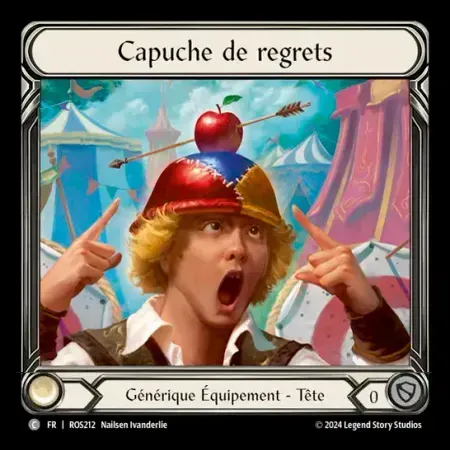 Capuche de regrets
Générique Équipement - Tête
0
C FR | ROS212 Nailsen Ivanderlie
© 2024 Legend Story Studios